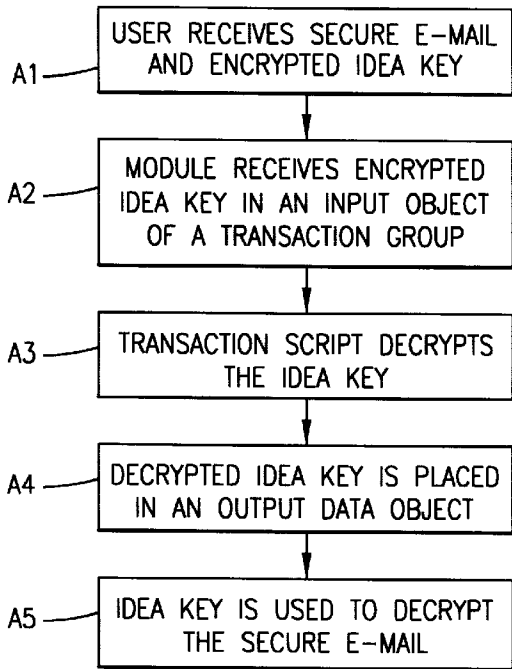 A1
USER RECEIVES SECURE E-MAIL
AND ENCRYPTED IDEA KEY
A2
MODULE RECEIVES ENCRYPTED
IDEA KEY IN AN INPUT OBJECT
OF A TRANSACTION GROUP
A3
TRANSACTION SCRIPT DECRYPTS
THE IDEA KEY
A4
DECRYPTED IDEA KEY IS PLACED
IN AN OUTPUT DATA OBJECT
A5
IDEA KEY IS USED TO DECRYPT
THE SECURE E-MAIL